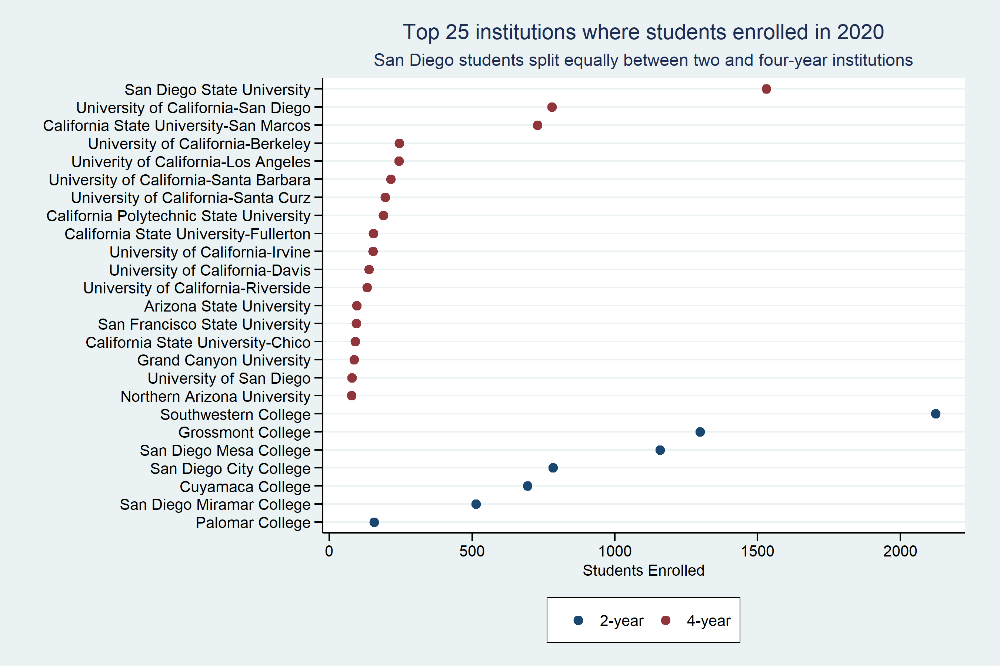 Top 25 institutions where students enrolled in 2020
San Diego students split equally between two and four-year institutions
San Diego State University
University of California-San Diego
California State University-San Marcos
University of California-Berkeley
Univerity of California-Los Angeles
University of California-Santa Barbara
University of California-Santa Curz
California Polytechnic State University
California State University-Fullerton
University of California-Irvine
University of California-Davis
University of California-Riverside
Arizona State University
San Francisco State University
California State University-Chico
Grand Canyon University
University of San Diego
Northern Arizona University
Southwestern College
Grossmont College
San Diego Mesa College
San Diego City College
Cuyamaca College
San Diego Miramar College
Palomar College
0 500 1000 1500 2000
Students Enrolled
2-year 4-year